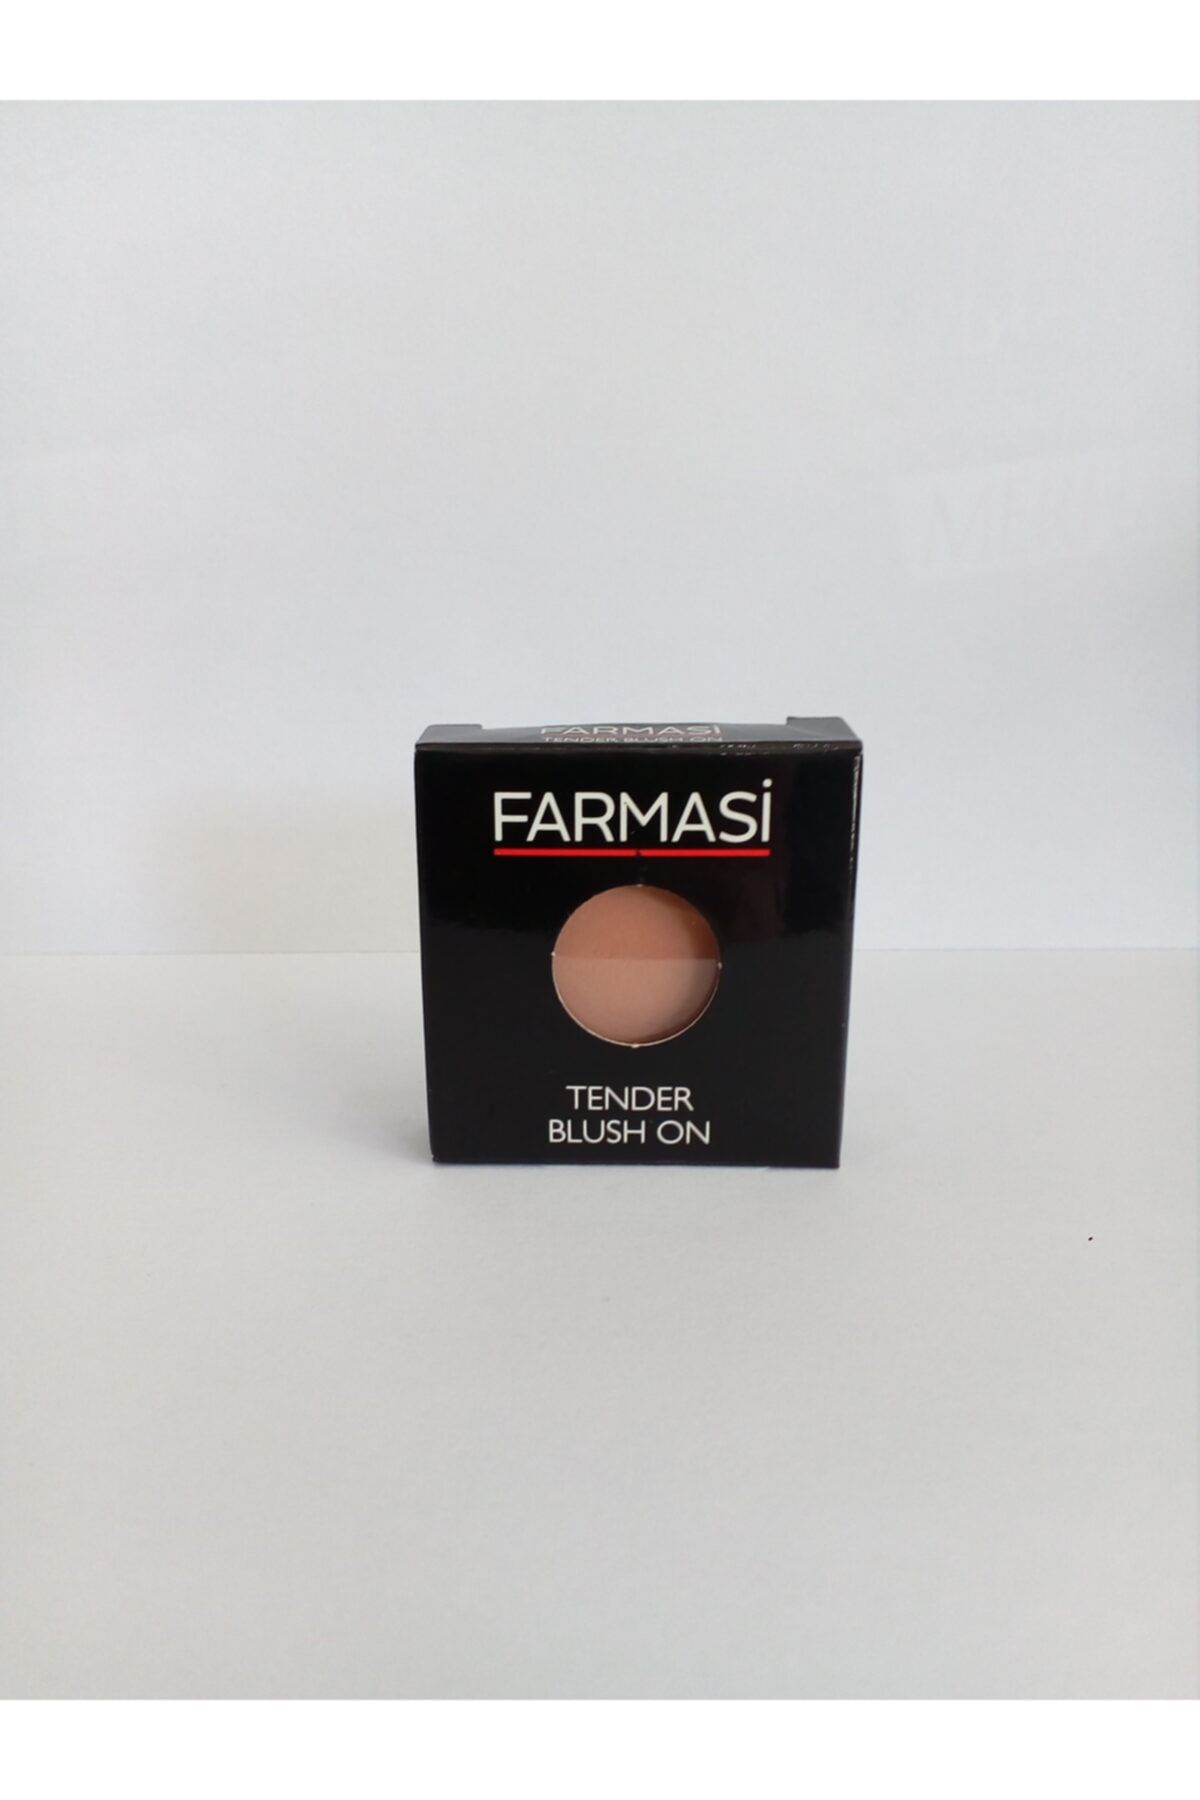 FARMASİ
TENDER BLUSH ON
FARMASİ
TENDER
BLUSH ON